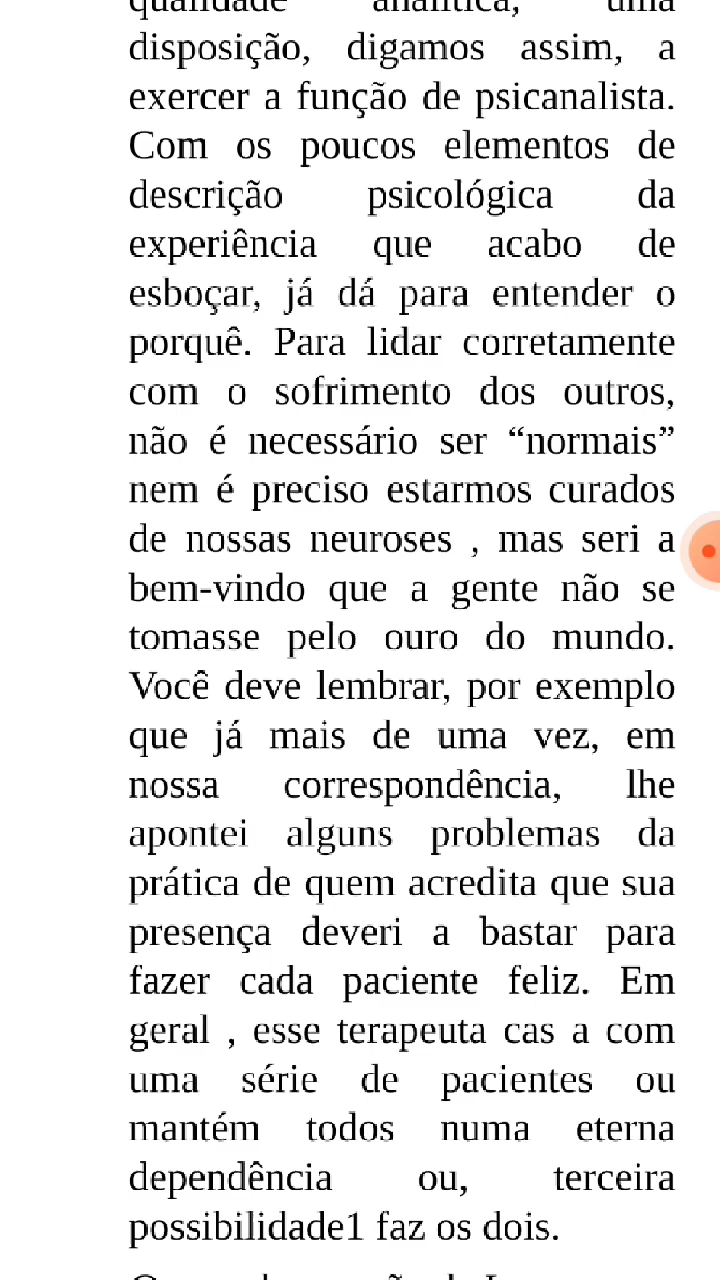 qualidade analítica, uma
disposição, digamos assim, a
exercer a função de psicanalista.
Com os poucos elementos de
descrição psicológica da
experiência que acabo de
esboçar, já dá para entender o
porquê. Para lidar corretamente
com o sofrimento dos outros,
não é necessário ser “normais”
nem é preciso estarmos curados
de nossas neuroses , mas seri a
bem-vindo que a gente não se
tomasse pelo ouro do mundo.
Você deve lembrar, por exemplo
que já mais de uma vez, em
nossa correspondência, lhe
apontei alguns problemas da
prática de quem acredita que sua
presença deveri a bastar para
fazer cada paciente feliz. Em
geral , esse terapeuta cas a com
uma série de pacientes ou
mantém todos numa eterna
dependência ou, terceira
possibilidade1 faz os dois.